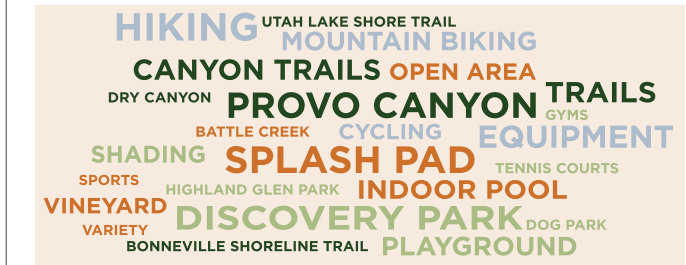 HIKING UTAH LAKE SHORE TRAIL
MOUNTAIN BIKING
CANYON TRAILS OPEN AREA
DRY CANYON PROVO CANYON TRAILS
GYMS
BATTLE CREEK CYCLING EQUIPMENT
SHADING SPLASH PAD TENNIS COURTS
SPORTS HIGHLAND GLEN PARK INDOOR POOL
VINEYARD DISCOVERY PARK DOG PARK
VARIETY
BONNEVILLE SHORELINE TRAIL PLAYGROUND